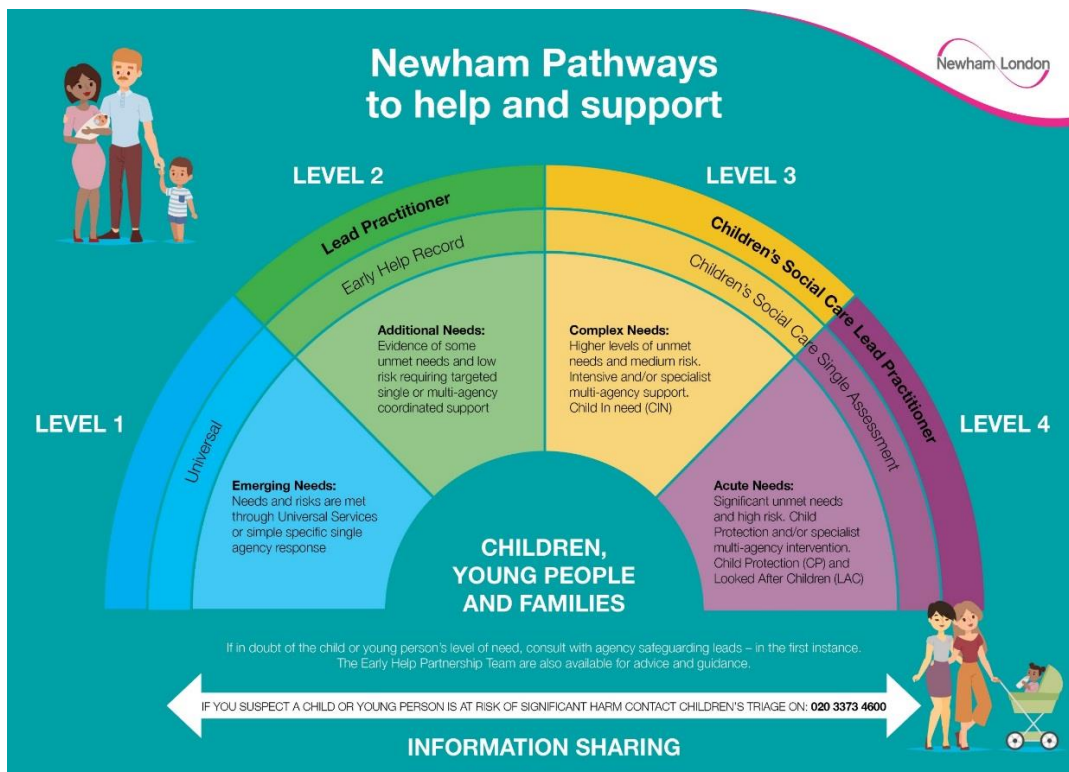 Newham Pathways
to help and support
Newham London
LEVEL 1
LEVEL 2
LEVEL 3
LEVEL 4
Lead Practitioner
Early Help Record
Children's Social Care Lead Practitioner
Children's Social Care Single Assessment
Universal
Emerging Needs:
Needs and risks are met
through Universal Services
or simple specific single
agency response
Additional Needs:
Evidence of some
unmet needs and low
risk requiring targeted
single or multi-agency
coordinated support
Complex Needs:
Higher levels of unmet
needs and medium risk.
Intensive and/or specialist
multi-agency support.
Child In need (CIN)
Acute Needs:
Significant unmet needs
and high risk. Child
Protection and/or specialist
multi-agency intervention.
Child Protection (CP) and
Looked After Children (LAC)
CHILDREN,
YOUNG PEOPLE
AND FAMILIES
If in doubt of the child or young person's level of need, consult with agency safeguarding leads – in the first instance.
The Early Help Partnership Team are also available for advice and guidance.
IF YOU SUSPECT A CHILD OR YOUNG PERSON IS AT RISK OF SIGNIFICANT HARM CONTACT CHILDREN'S TRIAGE ON: 020 3373 4600
INFORMATION SHARING